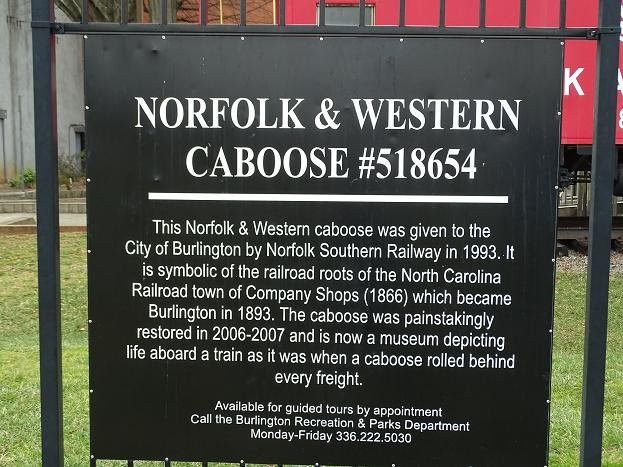 NORFOLK & WESTERN
CABOOSE #518654
This Norfolk & Western caboose was given to the
City of Burlington by Norfolk Southern Railway in 1993. It
is symbolic of the railroad roots of the North Carolina
Railroad town of Company Shops (1866) which became
Burlington in 1893. The caboose was painstakingly
restored in 2006-2007 and is now a museum depicting
life aboard a train as it was when a caboose rolled behind
every freight.
Available for guided tours by appointment
Call the Burlington Recreation & Parks Department
Monday-Friday 336.222.5030
K